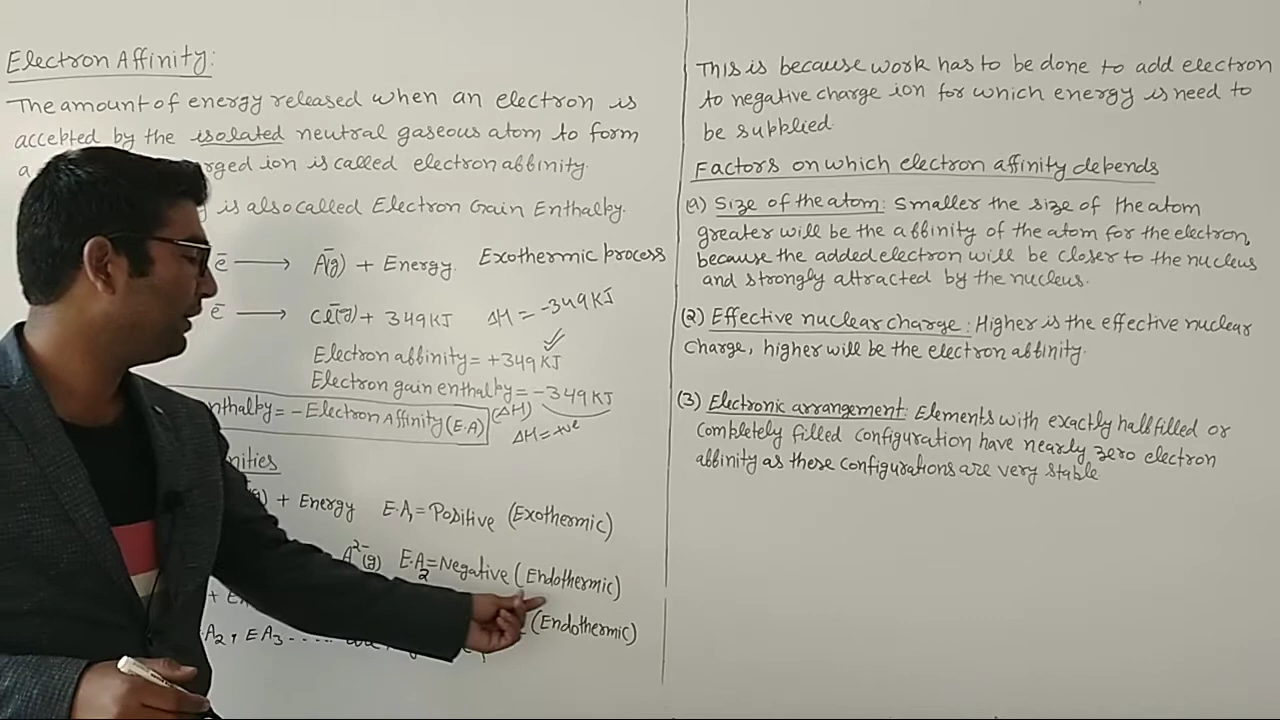 Electron Affinity:
The amount of energy released when an electron is
accepted by the isolated neutral gaseous atom to form
a rged ion is called electron affinity.
is also called Electron Gain Enthalpy.
ē ⟶ A̅(g) + Energy. Exothermic process
ē ⟶ Cl̅(g) + 349 KJ ΔH = -349 KJ
Electron affinity = +349 KJ
Electron gain enthalpy = -349 KJ
nthalpy = - Electron Affinity (E.A) (ΔH)
ΔH = +ve
nities
(g) + Energy E.A₁ = Positive (Exothermic)
A²⁻(g) E.A₂ = Negative (Endothermic)
(Endothermic)
A₂, EA₃ .....
This is because work has to be done to add electron
to negative charge ion for which energy is need to
be supplied.
Factors on which electron affinity depends
(1) Size of the atom: Smaller the size of the atom
greater will be the affinity of the atom for the electron,
because the added electron will be closer to the nucleus
and strongly attracted by the nucleus.
(2) Effective nuclear charge: Higher is the effective nuclear
charge, higher will be the electron affinity.
(3) Electronic arrangement: Elements with exactly half filled or
completely filled configuration have nearly zero electron
affinity as these configurations are very stable